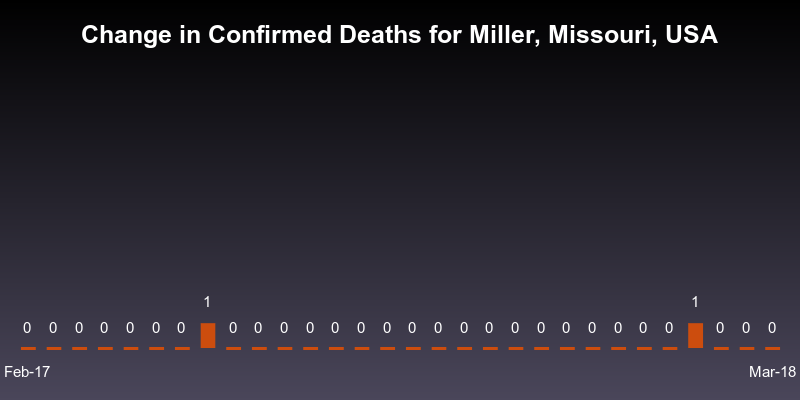 Change in Confirmed Deaths for Miller, Missouri, USA
1 1
0 0 0 0 0 0 0 0 0 0 0 0 0 0 0 0 0 0 0 0 0 0 0 0 0 0 0 0
Feb-17 Mar-18